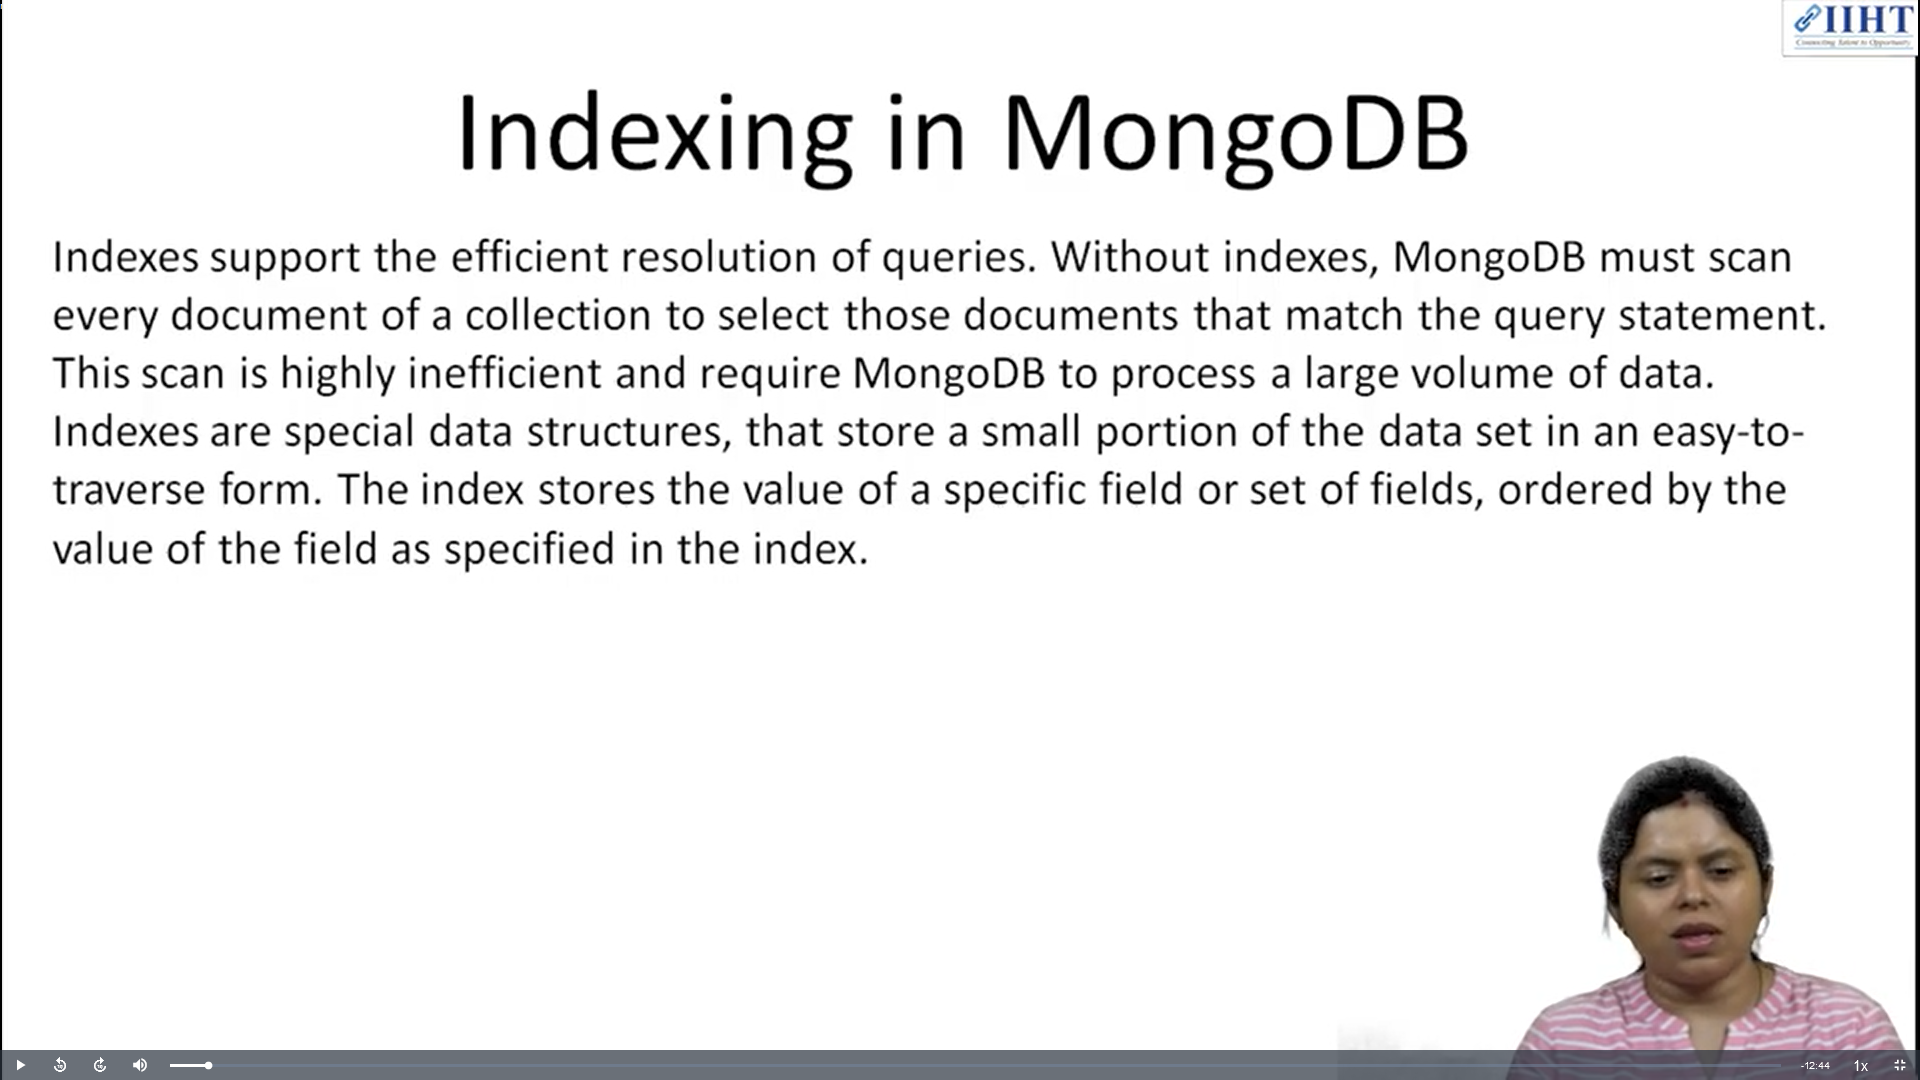 IIHT
Connecting Talent to Opportunity
Indexing in MongoDB
Indexes support the efficient resolution of queries. Without indexes, MongoDB must scan
every document of a collection to select those documents that match the query statement.
This scan is highly inefficient and require MongoDB to process a large volume of data.
Indexes are special data structures, that store a small portion of the data set in an easy-to-
traverse form. The index stores the value of a specific field or set of fields, ordered by the
value of the field as specified in the index.
-12:44
1x